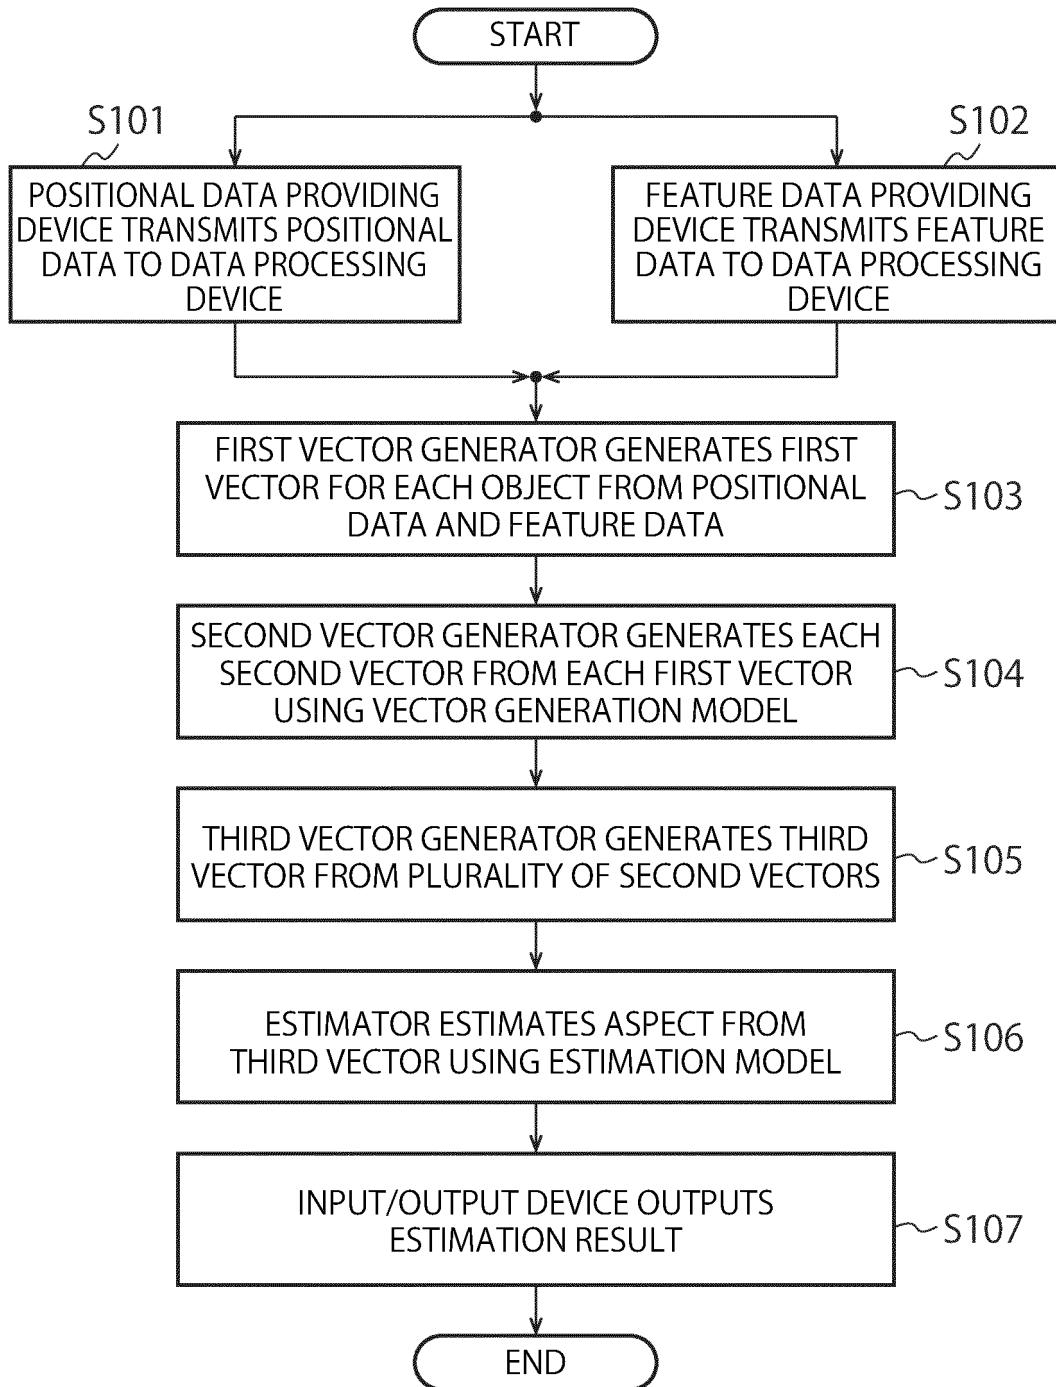 START
S101
POSITIONAL DATA PROVIDING
DEVICE TRANSMITS POSITIONAL
DATA TO DATA PROCESSING
DEVICE
S102
FEATURE DATA PROVIDING
DEVICE TRANSMITS FEATURE
DATA TO DATA PROCESSING
DEVICE
FIRST VECTOR GENERATOR GENERATES FIRST
VECTOR FOR EACH OBJECT FROM POSITIONAL
DATA AND FEATURE DATA
S103
SECOND VECTOR GENERATOR GENERATES EACH
SECOND VECTOR FROM EACH FIRST VECTOR
USING VECTOR GENERATION MODEL
S104
THIRD VECTOR GENERATOR GENERATES THIRD
VECTOR FROM PLURALITY OF SECOND VECTORS
S105
ESTIMATOR ESTIMATES ASPECT FROM
THIRD VECTOR USING ESTIMATION MODEL
S106
INPUT/OUTPUT DEVICE OUTPUTS
ESTIMATION RESULT
S107
END